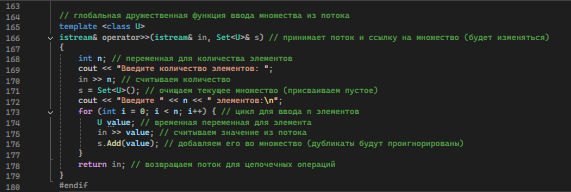 163
164 // глобальная дружественная функция ввода множества из потока
165 template <class U>
166 istream& operator>>(istream& in, Set<U>& s) // принимает поток и ссылку на множество (будет изменяться)
167 {
168 int n; // переменная для количества элементов
169 cout << "Введите количество элементов: ";
170 in >> n; // считываем количество
171 s = Set<U>(); // очищаем текущее множество (присваиваем пустое)
172 cout << "Введите " << n << " элементов:\n";
173 for (int i = 0; i < n; i++) { // цикл для ввода n элементов
174 U value; // временная переменная для элемента
175 in >> value; // считываем значение из потока
176 s.Add(value); // добавляем его во множество (дубликаты будут проигнорированы)
177 }
178 return in; // возвращаем поток для цепочечных операций
179 }
180 #endif